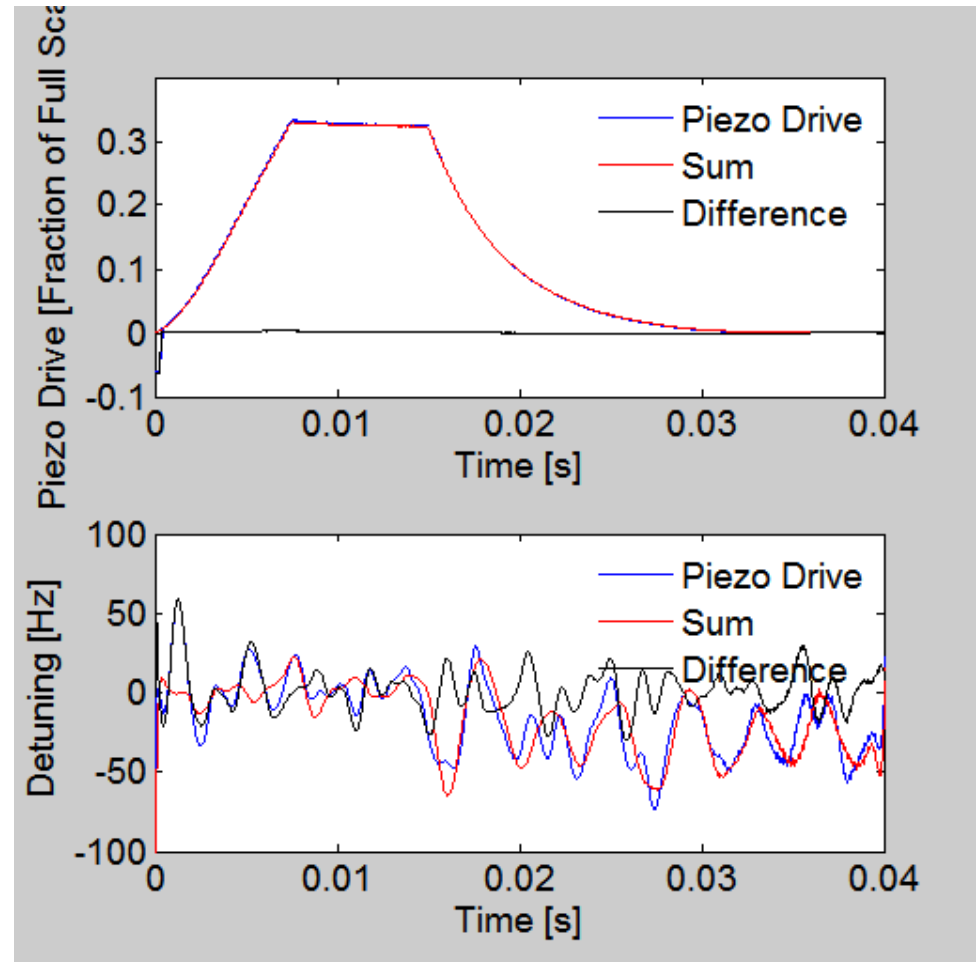 Piezo Drive [Fraction of Full Sca
0.3
0.2
0.1
0
-0.1
0
0.01
0.02
0.03
0.04
Time [s]
Piezo Drive
Sum
Difference
Detuning [Hz]
100
50
0
-50
-100
0
0.01
0.02
0.03
0.04
Time [s]
Piezo Drive
Sum
Difference